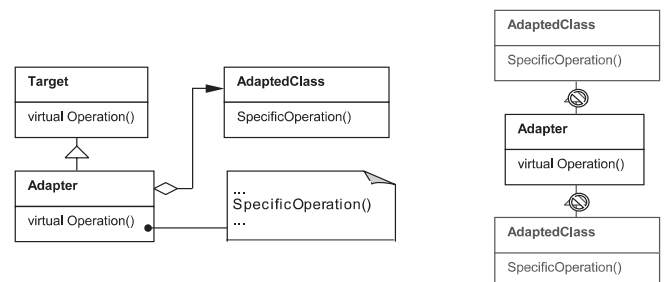 Target
virtual Operation()
Adapter
virtual Operation()
AdaptedClass
SpecificOperation()
...
SpecificOperation()
...
AdaptedClass
SpecificOperation()
Adapter
virtual Operation()
AdaptedClass
SpecificOperation()